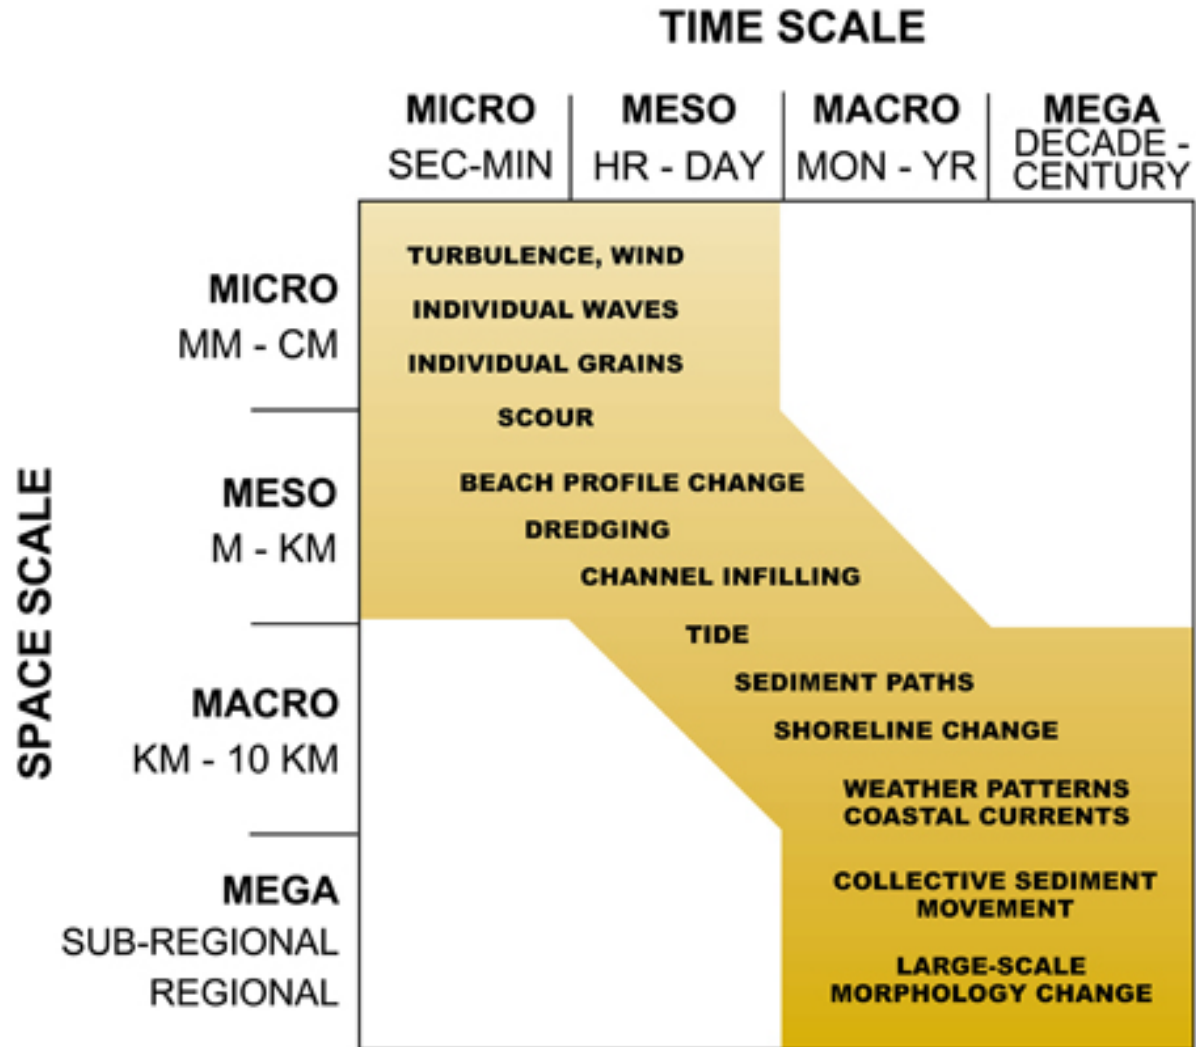 TIME SCALE
MICRO
SEC-MIN
MESO
HR - DAY
MACRO
MON - YR
MEGA
DECADE -
CENTURY
SPACE SCALE
MICRO
MM - CM
MESO
M - KM
MACRO
KM - 10 KM
MEGA
SUB-REGIONAL
REGIONAL
TURBULENCE, WIND
INDIVIDUAL WAVES
INDIVIDUAL GRAINS
SCOUR
BEACH PROFILE CHANGE
DREDGING
CHANNEL INFILLING
TIDE
SEDIMENT PATHS
SHORELINE CHANGE
WEATHER PATTERNS
COASTAL CURRENTS
COLLECTIVE SEDIMENT
MOVEMENT
LARGE-SCALE
MORPHOLOGY CHANGE